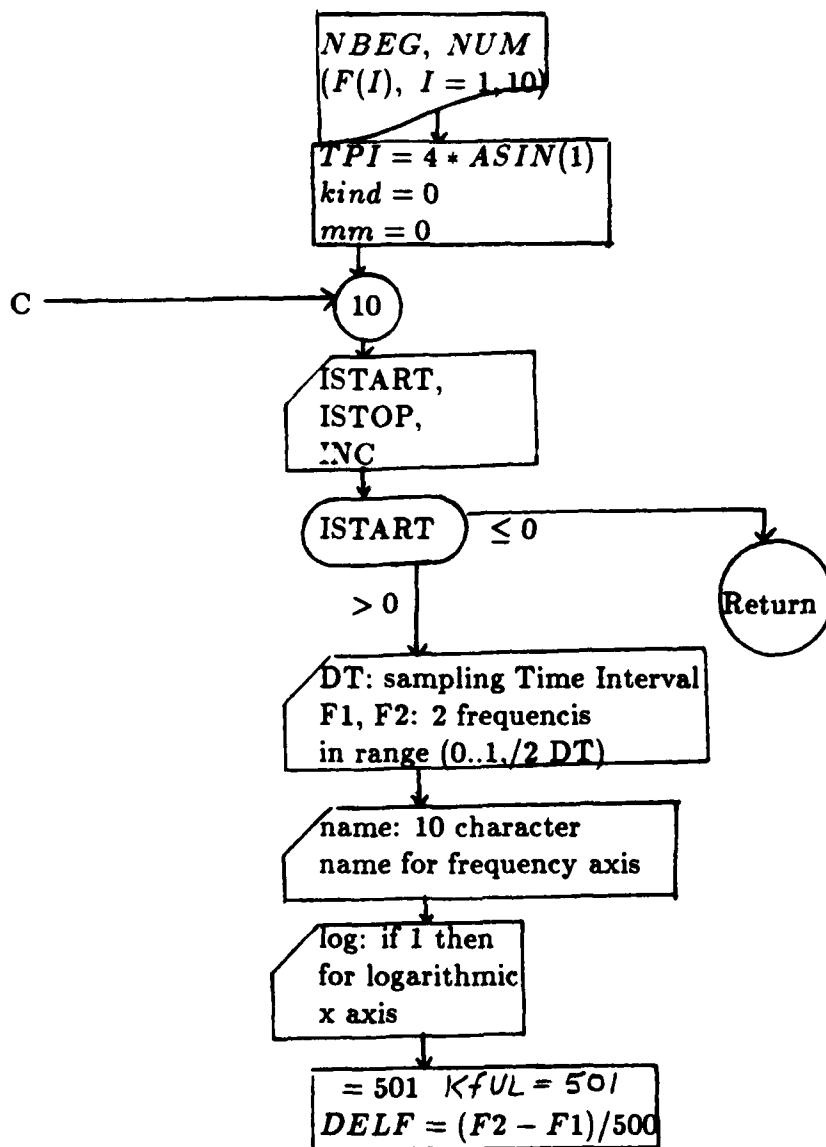 NBEG, NUM
(F(I), I = 1,10)
TPI = 4 * ASIN(1)
kind = 0
mm = 0
C
10
ISTART,
ISTOP,
INC
ISTART
≤ 0
> 0
Return
DT: sampling Time Interval
F1, F2: 2 frequencis
in range (0..1,/2 DT)
name: 10 character
name for frequency axis
log: if 1 then
for logarithmic
x axis
= 501 KfUL = 501
DELF = (F2 − F1)/500